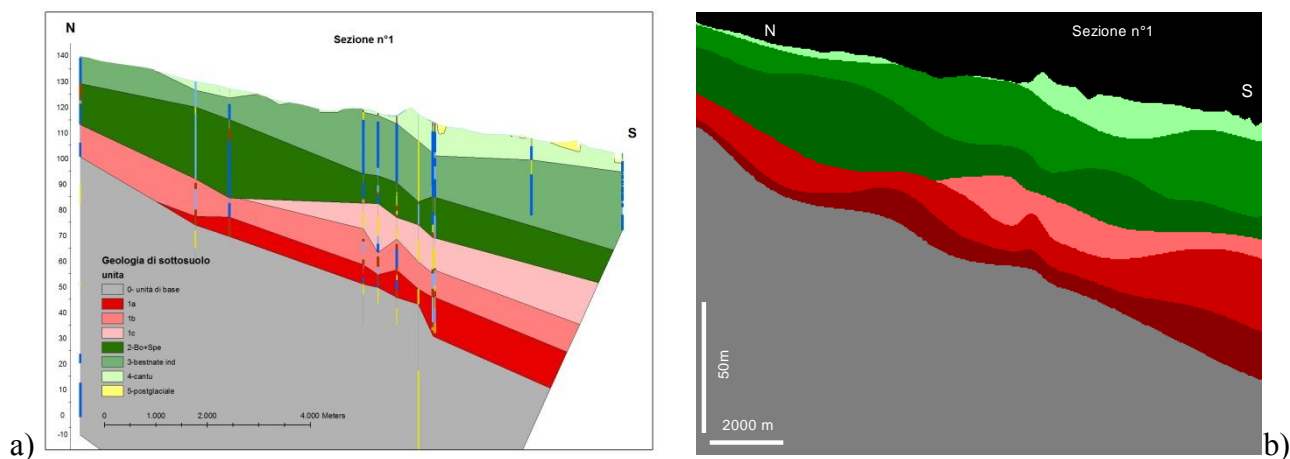 N
Sezione n°1
140
130
120
110
100
90
80
70
60
50
40
30
20
10
0
-10
S
Geologia di sottosuolo
unita
0- unità di base
1a
1b
1c
2-Bo+Spe
3-bestnate ind
4-cantu
5-postglaciale
0 1.000 2.000 4.000 Meters
a)
N
Sezione n°1
S
50m
2000 m
b)